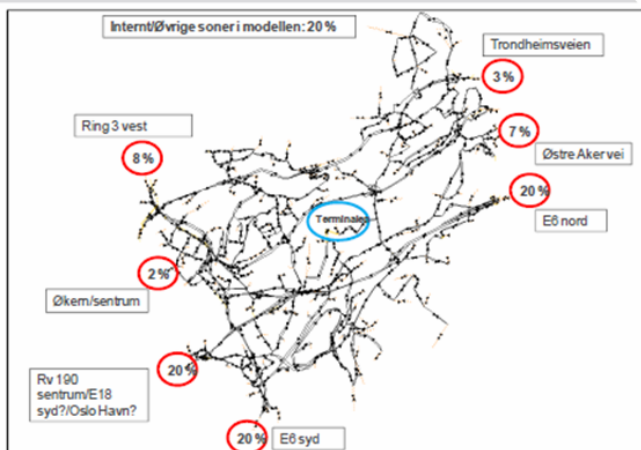 Internt/Øvrige soner i modellen: 20 %
Trondheimsveien
3 %
Ring 3 vest
7 %
8 %
Østre Aker vei
20 %
E6 nord
Terminalen
2 %
Økern/sentrum
20 %
Rv 190
sentrum/E18
syd?/Oslo Havn?
20 %
E6 syd